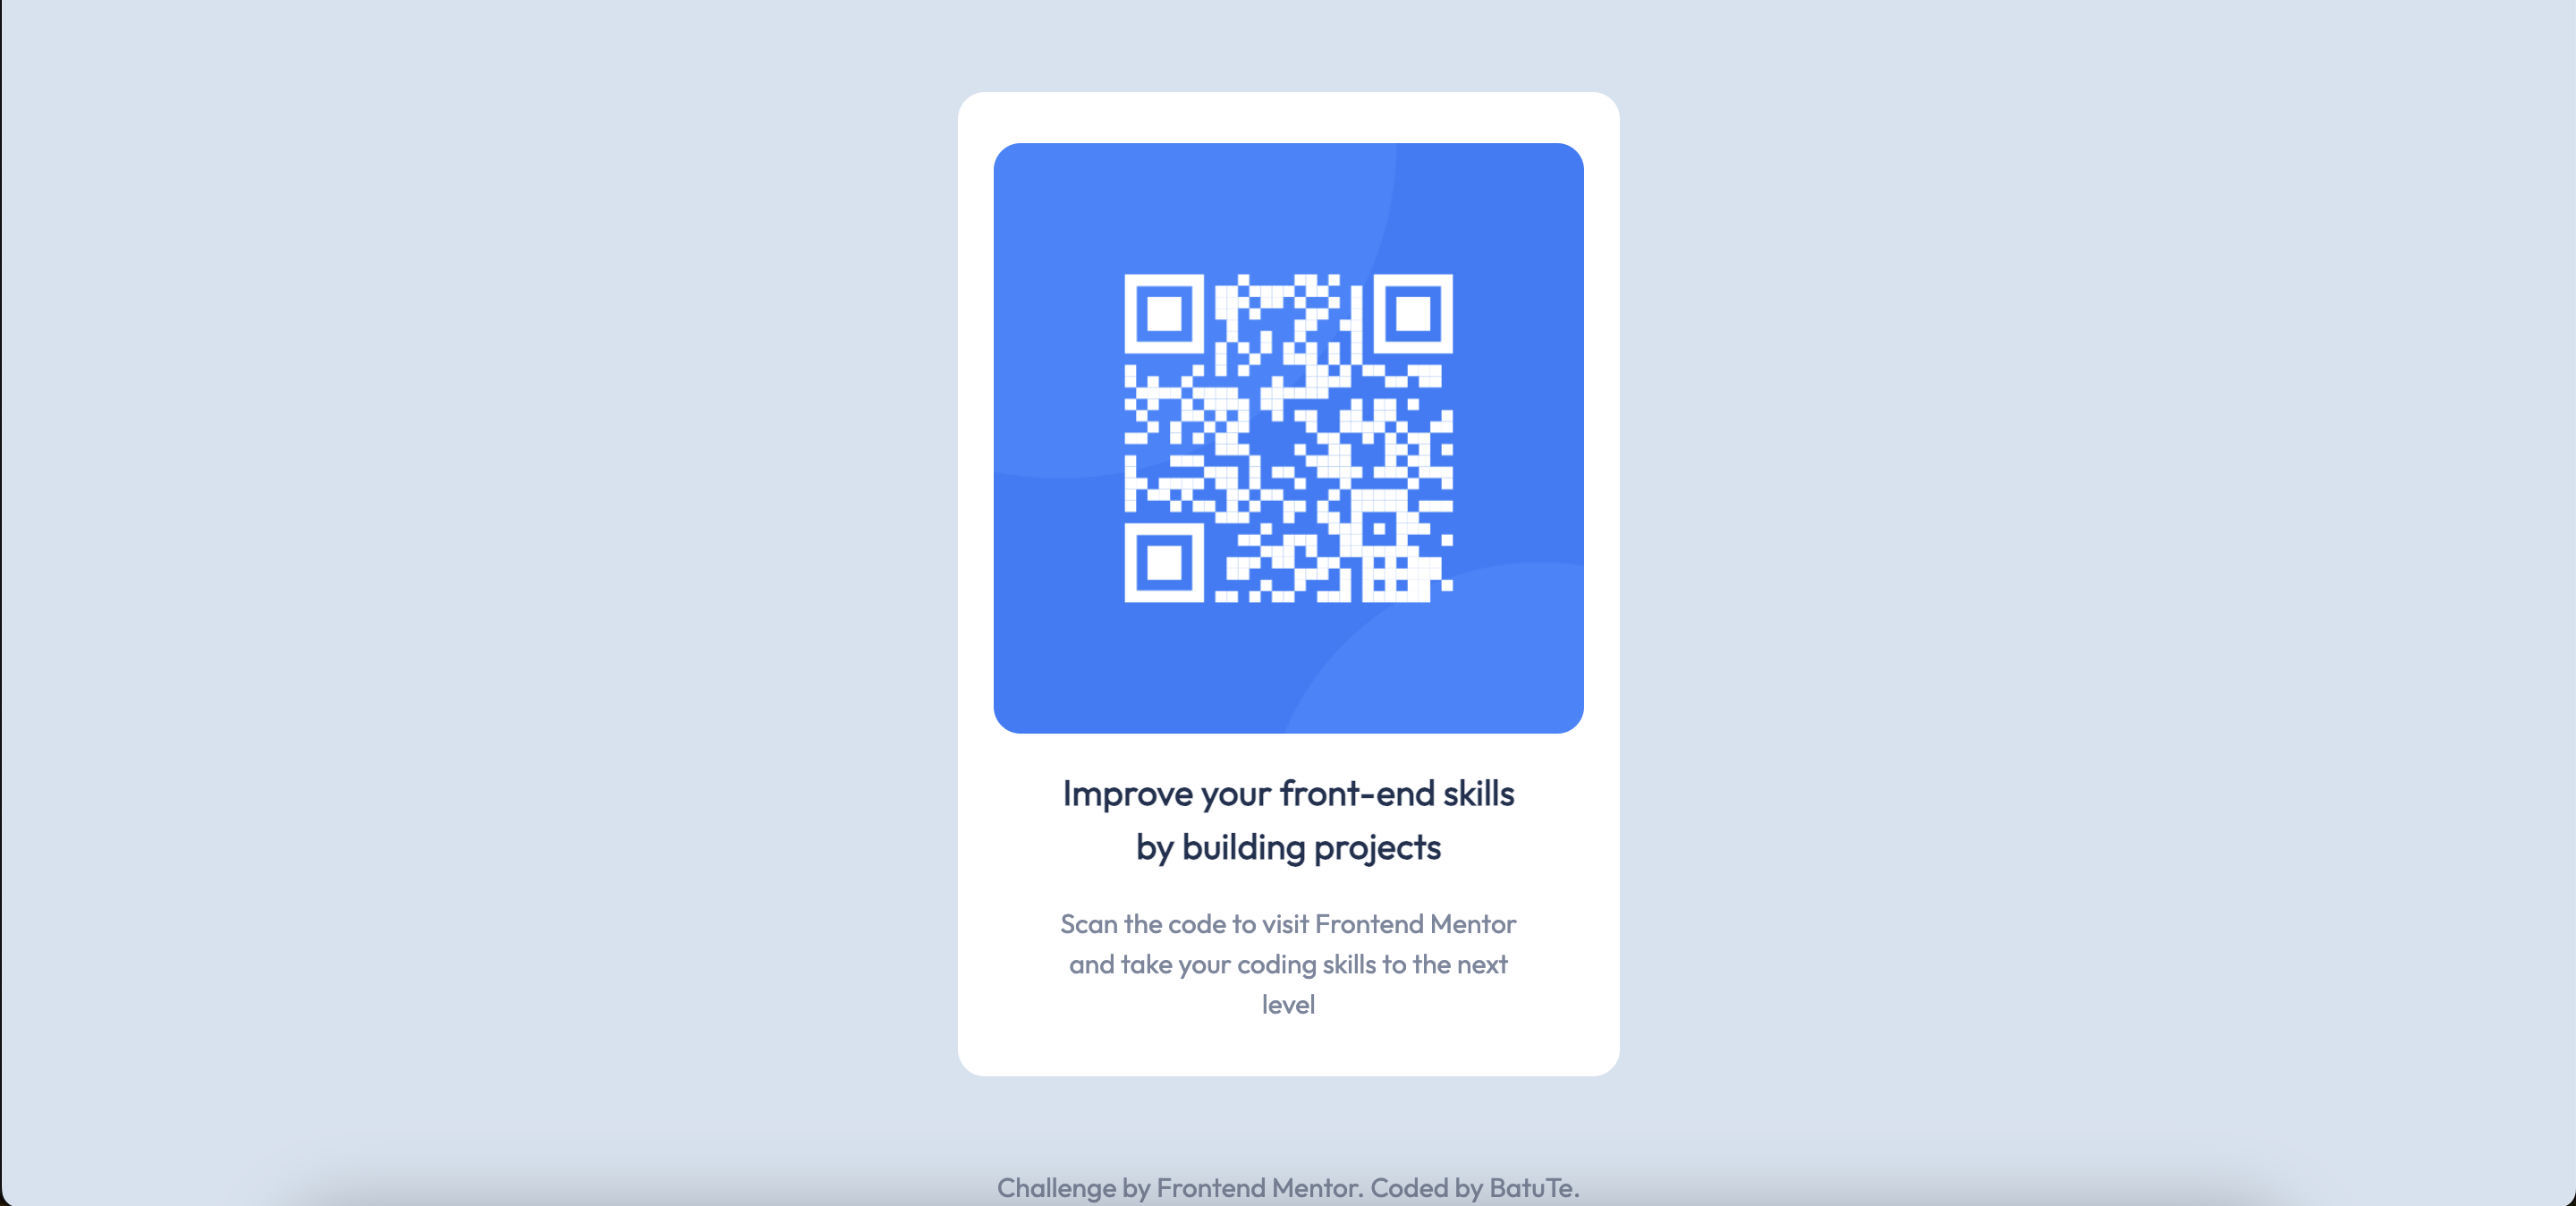 Improve your front-end skills
by building projects
Scan the code to visit Frontend Mentor
and take your coding skills to the next
level
Challenge by Frontend Mentor. Coded by BatuTe.